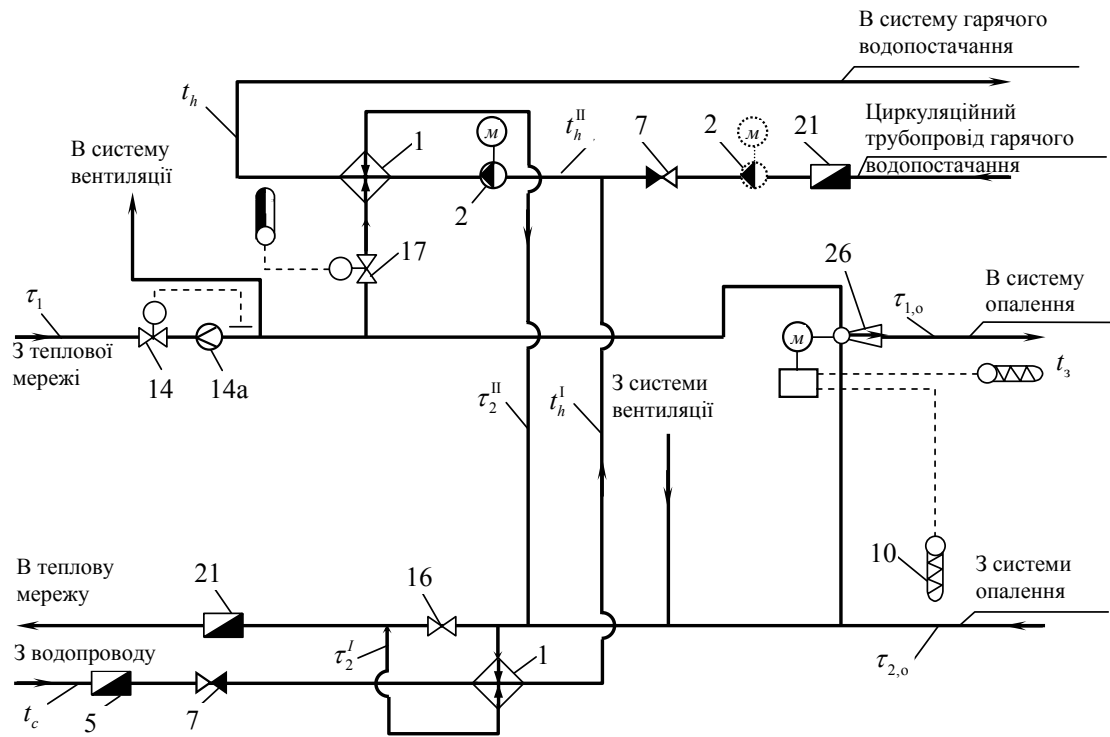 В систему гарячого
водопостачання
t_h
1
м
t_h^II
7
2
м
21
Циркуляційний
трубопровід гарячого
водопостачання
В систему
вентиляції
2
17
26
В систему
опалення
τ_1
τ_1,о
З теплової
мережі
14
14а
м
t_з
τ_2^II
t_h^I
З системи
вентиляції
10
З системи
опалення
В теплову
мережу
21
16
τ_2,о
З водопроводу
τ_2^I
1
t_c
5
7